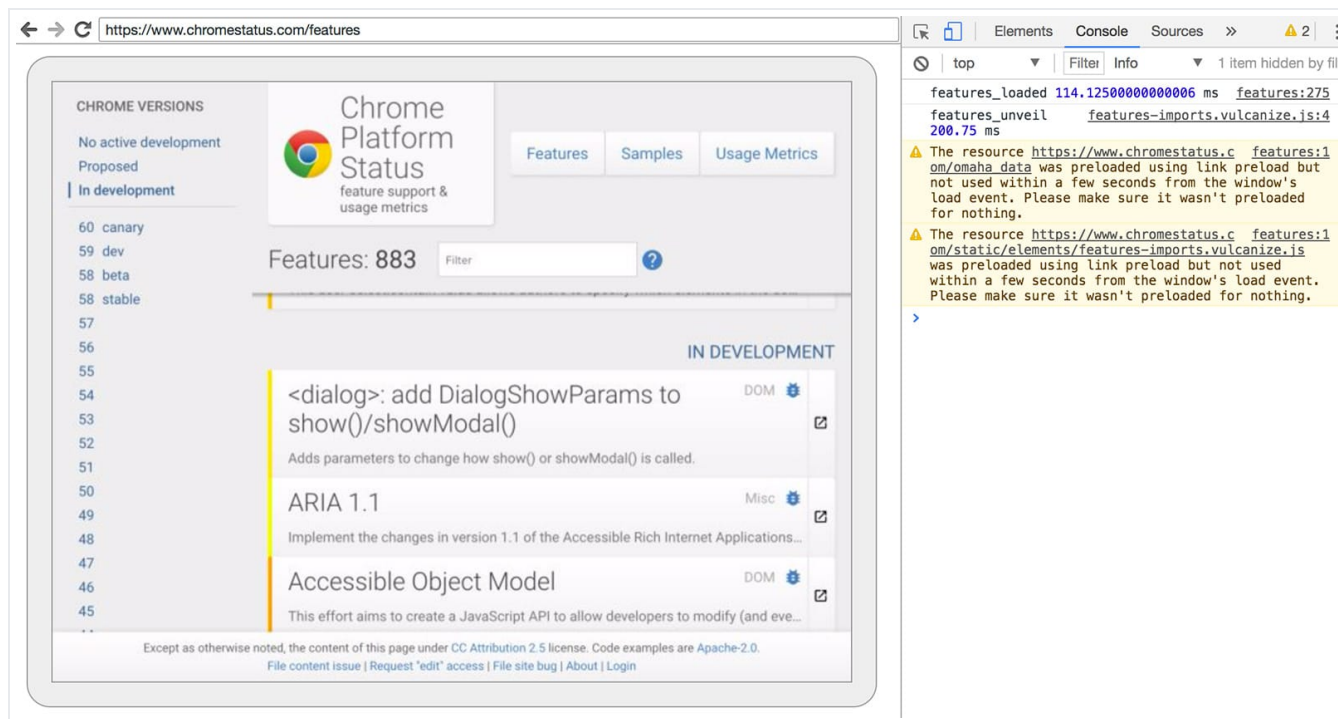 https://www.chromestatus.com/features
CHROME VERSIONS
No active development
Proposed
In development
60 canary
59 dev
58 beta
58 stable
57
56
55
54
53
52
51
50
49
48
47
46
45
Chrome
Platform
Status
feature support &
usage metrics
Features
Samples
Usage Metrics
Features: 883
Filter
?
IN DEVELOPMENT
<dialog>: add DialogShowParams to
show()/showModal()
DOM
Adds parameters to change how show() or showModal() is called.
ARIA 1.1
Misc
Implement the changes in version 1.1 of the Accessible Rich Internet Applications...
Accessible Object Model
DOM
This effort aims to create a JavaScript API to allow developers to modify (and eve...
Except as otherwise noted, the content of this page under CC Attribution 2.5 license. Code examples are Apache-2.0.
File content issue | Request "edit" access | File site bug | About | Login
Elements Console Sources » 2
top Filter Info 1 item hidden by fil
features_loaded 114.12500000000006 ms features:275
features_unveil features-imports.vulcanize.js:4
200.75 ms
The resource https://www.chromestatus.c features:1
om/omaha_data was preloaded using link preload but
not used within a few seconds from the window's
load event. Please make sure it wasn't preloaded
for nothing.
The resource https://www.chromestatus.c features:1
om/static/elements/features-imports.vulcanize.js
was preloaded using link preload but not used
within a few seconds from the window's load event.
Please make sure it wasn't preloaded for nothing.